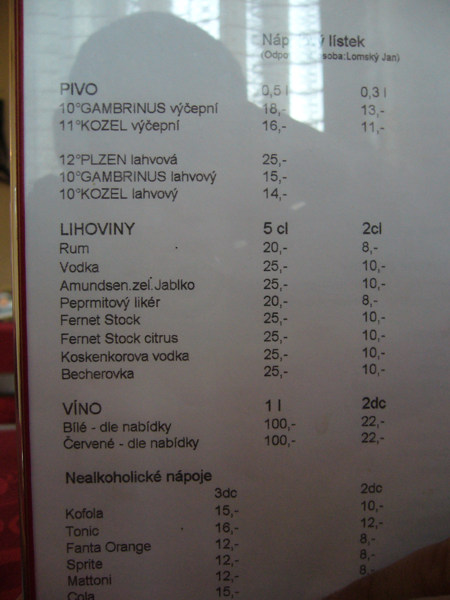 Nápojový lístek
(Odpo soba:Lomský Jan)
PIVO 0,5 l 0,3 l
10°GAMBRINUS výčepní 18,- 13,-
11°KOZEL výčepní 16,- 11,-
12°PLZEN lahvová 25,-
10°GAMBRINUS lahvový 15,-
10°KOZEL lahvový 14,-
LIHOVINY 5 cl 2cl
Rum 20,- 8,-
Vodka 25,- 10,-
Amundsen.zel.Jablko 25,- 10,-
Peprmitový likér 20,- 8,-
Fernet Stock 25,- 10,-
Fernet Stock citrus 25,- 10,-
Koskenkorova vodka 25,- 10,-
Becherovka 25,- 10,-
VÍNO 1 l 2dc
Bílé - dle nabídky 100,- 22,-
Červené - dle nabídky 100,- 22,-
Nealkoholické nápoje
3dc 2dc
Kofola 15,- 10,-
Tonic 16,- 12,-
Fanta Orange 12,- 8,-
Sprite 12,- 8,-
Mattoni 12,- 8,-
Cola 15,-